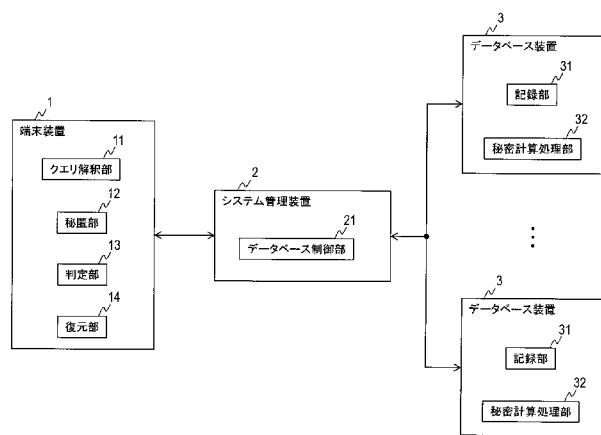 1
端末装置
11
クエリ解釈部
12
秘匿部
13
判定部
14
復元部
2
システム管理装置
21
データベース制御部
3
データベース装置
31
記録部
32
秘密計算処理部
3
データベース装置
31
記録部
32
秘密計算処理部